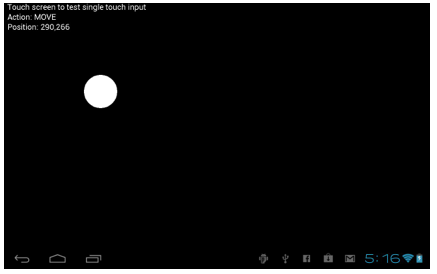 Touch screen to test single touch input
Action: MOVE
Position: 290,266
5:16